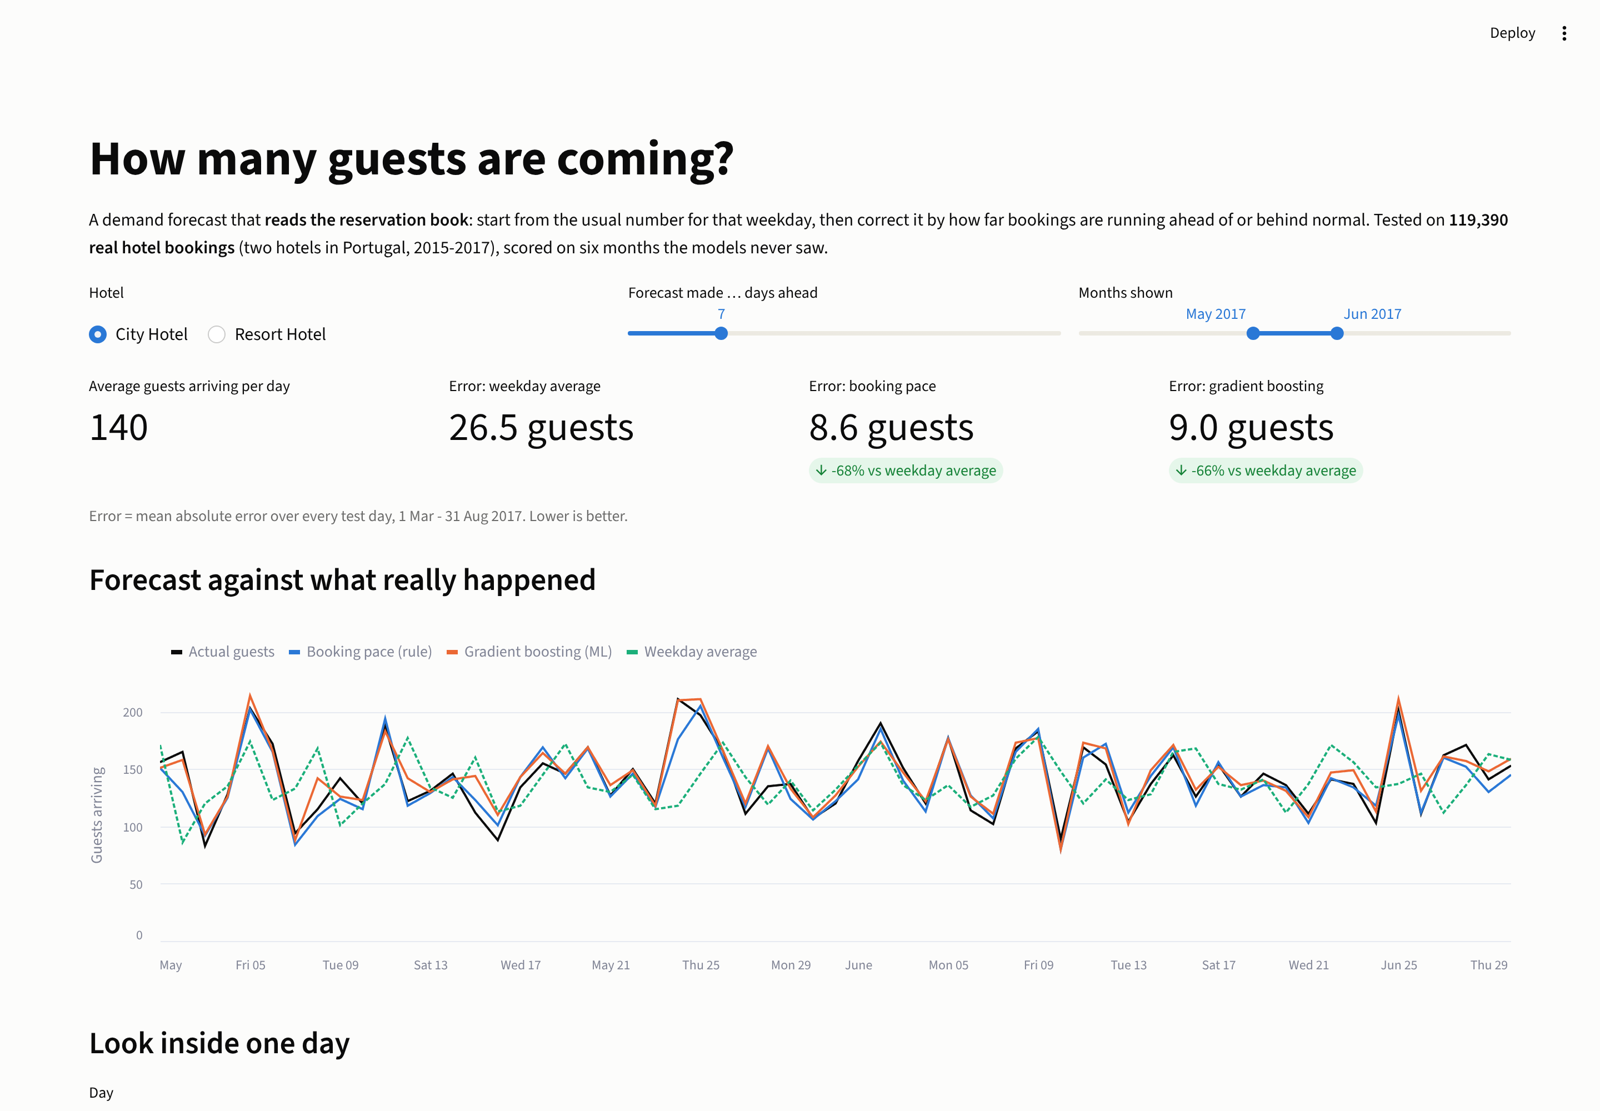 Deploy
How many guests are coming?
A demand forecast that reads the reservation book: start from the usual number for that weekday, then correct it by how far bookings are running ahead of or behind normal. Tested on 119,390
real hotel bookings (two hotels in Portugal, 2015-2017), scored on six months the models never saw.
Hotel
City Hotel
Resort Hotel
Forecast made … days ahead
7
Months shown
May 2017
Jun 2017
Average guests arriving per day
140
Error: weekday average
26.5 guests
Error: booking pace
8.6 guests
↓ -68% vs weekday average
Error: gradient boosting
9.0 guests
↓ -66% vs weekday average
Error = mean absolute error over every test day, 1 Mar - 31 Aug 2017. Lower is better.
Forecast against what really happened
Actual guests Booking pace (rule) Gradient boosting (ML) Weekday average
Guests arriving
200
150
100
50
0
May Fri 05 Tue 09 Sat 13 Wed 17 May 21 Thu 25 Mon 29 June Mon 05 Fri 09 Tue 13 Sat 17 Wed 21 Jun 25 Thu 29
Look inside one day
Day